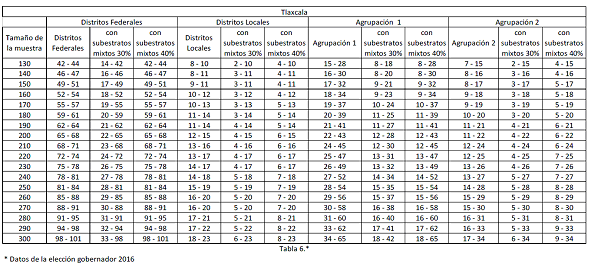 Tlaxcala
Tamaño de la muestra | Distritos Federales | Distritos Locales | Agrupación 1 | Agrupación 2
Distritos Federales | con subestratos mixtos 30% | con subestratos mixtos 40% | Distritos Locales | con subestratos mixtos 30% | con subestratos mixtos 40% | Agrupación 1 | con subestratos mixtos 30% | con subestratos mixtos 40% | Agrupación 2 | con subestratos mixtos 30% | con subestratos mixtos 40%
130 42 - 44 14 - 42 42 - 44 8 - 10 2 - 10 4 - 10 15 - 28 8 - 18 8 - 28 7 - 15 2 - 15 4 - 15
140 46 - 47 16 - 46 46 - 47 8 - 11 3 - 11 4 - 11 16 - 30 8 - 20 8 - 30 8 - 16 3 - 16 4 - 16
150 49 - 51 17 - 49 49 - 51 9 - 11 3 - 11 4 - 11 17 - 32 9 - 21 9 - 32 8 - 17 3 - 17 5 - 17
160 52 - 54 18 - 52 52 - 54 10 - 12 3 - 12 4 - 12 18 - 34 9 - 23 9 - 34 9 - 18 3 - 18 5 - 18
170 55 - 57 19 - 55 55 - 57 10 - 13 3 - 13 5 - 13 19 - 37 10 - 24 10 - 37 9 - 19 3 - 19 5 - 19
180 59 - 61 20 - 59 59 - 61 11 - 14 3 - 14 5 - 14 20 - 39 11 - 25 11 - 39 10 - 20 3 - 20 5 - 20
190 62 - 64 21 - 62 62 - 64 11 - 14 4 - 14 5 - 14 21 - 41 11 - 27 11 - 41 11 - 21 4 - 21 6 - 21
200 65 - 68 22 - 65 65 - 68 12 - 15 4 - 15 6 - 15 22 - 43 12 - 28 12 - 43 11 - 22 4 - 22 6 - 22
210 68 - 71 23 - 68 68 - 71 13 - 16 4 - 16 6 - 16 24 - 45 12 - 30 12 - 45 12 - 24 4 - 24 6 - 24
220 72 - 74 24 - 72 72 - 74 13 - 17 4 - 17 6 - 17 25 - 47 13 - 31 13 - 47 12 - 25 4 - 25 7 - 25
230 75 - 78 25 - 75 75 - 78 14 - 17 4 - 17 6 - 17 26 - 49 13 - 32 13 - 49 13 - 26 4 - 26 7 - 26
240 78 - 81 27 - 78 78 - 81 14 - 18 5 - 18 7 - 18 27 - 52 14 - 34 14 - 52 13 - 27 5 - 27 7 - 27
250 81 - 84 28 - 81 81 - 84 15 - 19 5 - 19 7 - 19 28 - 54 15 - 35 15 - 54 14 - 28 5 - 28 8 - 28
260 85 - 88 29 - 85 85 - 88 16 - 20 5 - 20 7 - 20 29 - 56 15 - 37 15 - 56 15 - 29 5 - 29 8 - 29
270 88 - 91 30 - 88 88 - 91 16 - 20 5 - 20 7 - 20 30 - 58 16 - 38 16 - 58 15 - 30 5 - 30 8 - 30
280 91 - 95 31 - 91 91 - 95 17 - 21 5 - 21 8 - 21 31 - 60 16 - 40 16 - 60 16 - 31 5 - 31 8 - 31
290 94 - 98 32 - 94 94 - 98 17 - 22 5 - 22 8 - 22 33 - 63 17 - 41 17 - 63 16 - 33 5 - 33 9 - 33
300 98 - 101 33 - 98 98 - 101 18 - 23 6 - 23 8 - 23 34 - 65 18 - 42 18 - 65 17 - 34 6 - 34 9 - 34
Tabla 6.*
* Datos de la elección gobernador 2016